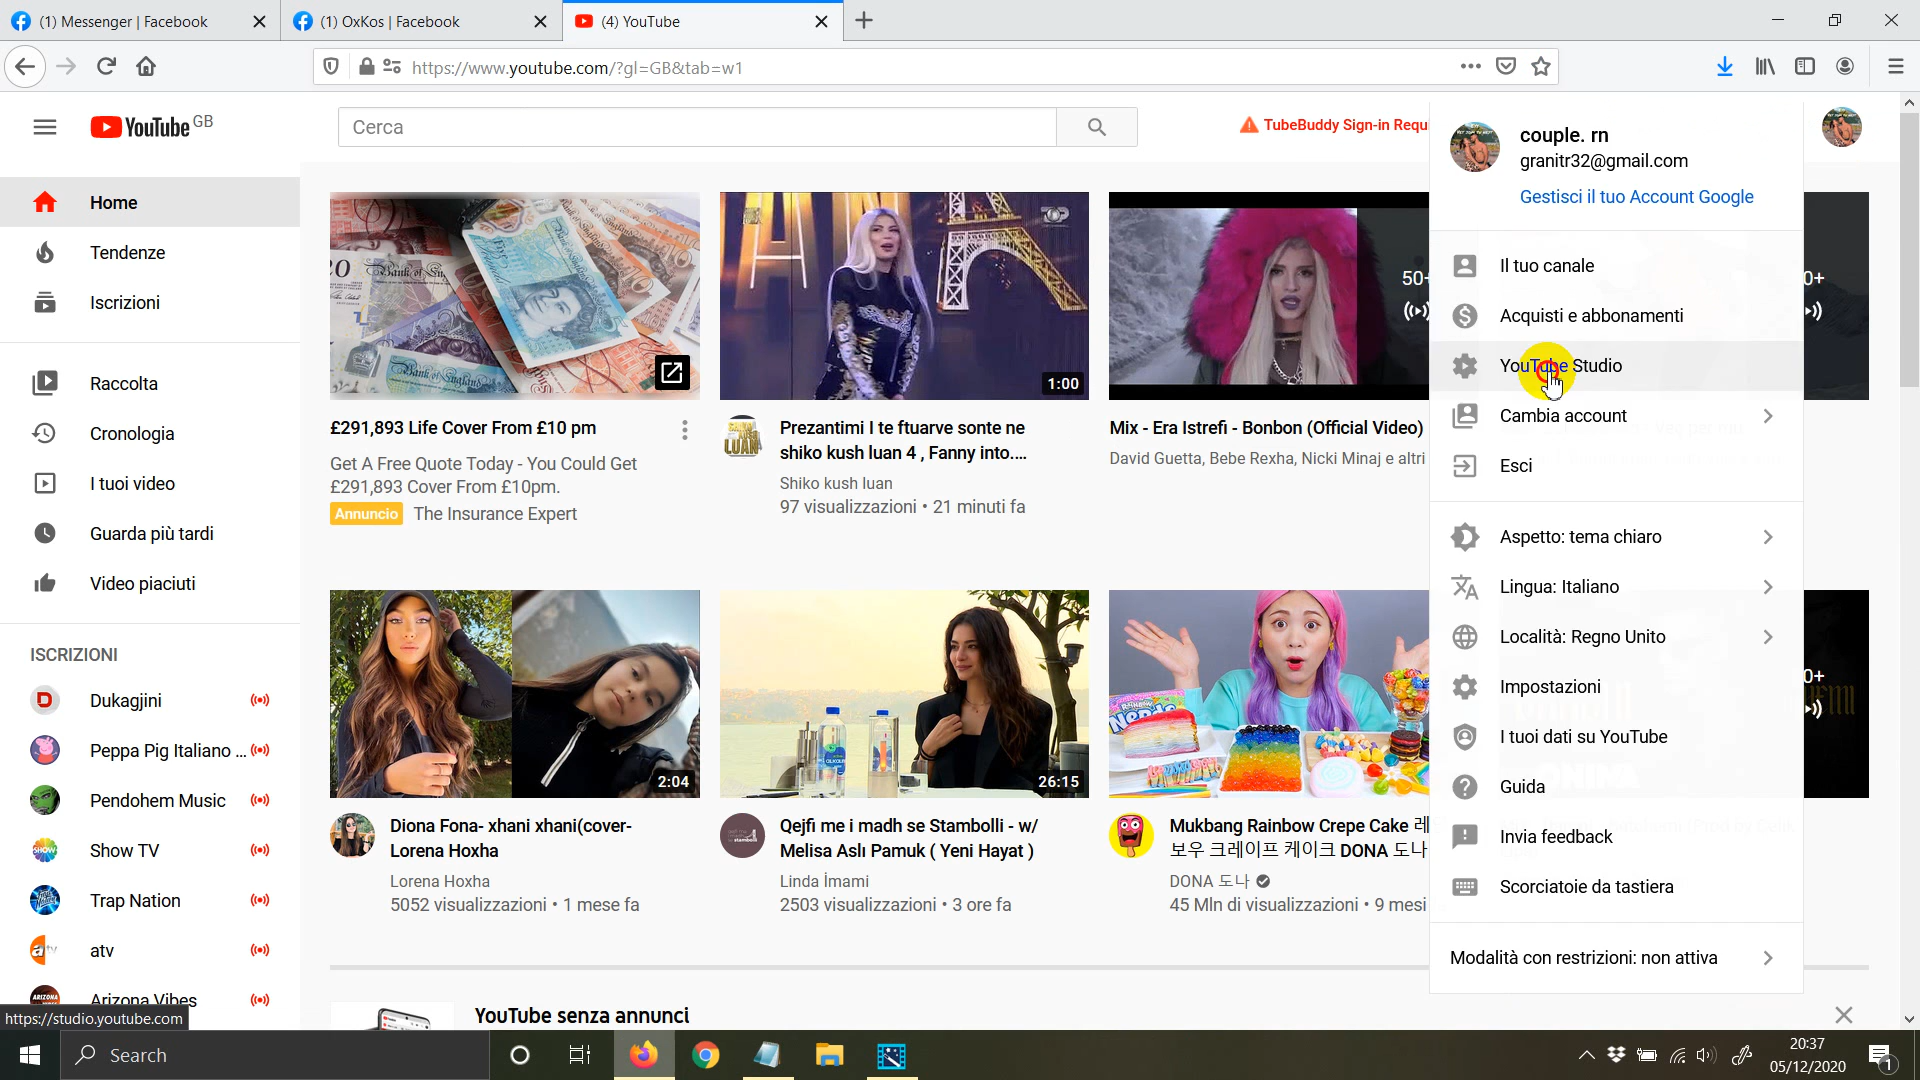 (1) Messenger | Facebook
(1) OxKos | Facebook
(4) YouTube
https://www.youtube.com/?gl=GB&tab=w1
YouTube GB
Cerca
TubeBuddy Sign-in Requ
couple. rn
granitr32@gmail.com
Gestisci il tuo Account Google
Home
Tendenze
Iscrizioni
Raccolta
Cronologia
I tuoi video
Guarda più tardi
Video piaciuti
ISCRIZIONI
Dukagjini
Peppa Pig Italiano ...
Pendohem Music
Show TV
Trap Nation
atv
Arizona Vibes
https://studio.youtube.com
£291,893 Life Cover From £10 pm
Get A Free Quote Today - You Could Get
£291,893 Cover From £10pm.
Annuncio The Insurance Expert
1:00
Prezantimi I te ftuarve sonte ne
shiko kush luan 4 , Fanny into....
Shiko kush luan
97 visualizzazioni • 21 minuti fa
50+
Mix - Era Istrefi - Bonbon (Official Video)
David Guetta, Bebe Rexha, Nicki Minaj e altri
2:04
Diona Fona- xhani xhani(cover-
Lorena Hoxha
Lorena Hoxha
5052 visualizzazioni • 1 mese fa
26:15
Qejfi me i madh se Stambolli - w/
Melisa Aslı Pamuk ( Yeni Hayat )
Linda İmami
2503 visualizzazioni • 3 ore fa
Mukbang Rainbow Crepe Cake 레
보우 크레이프 케이크 DONA 도나
DONA 도나
45 Mln di visualizzazioni • 9 mesi
YouTube senza annunci
Il tuo canale
Acquisti e abbonamenti
YouTube Studio
Cambia account
Esci
Aspetto: tema chiaro
Lingua: Italiano
Località: Regno Unito
Impostazioni
I tuoi dati su YouTube
Guida
Invia feedback
Scorciatoie da tastiera
Modalità con restrizioni: non attiva
0+
0+
Search
20:37
05/12/2020
1